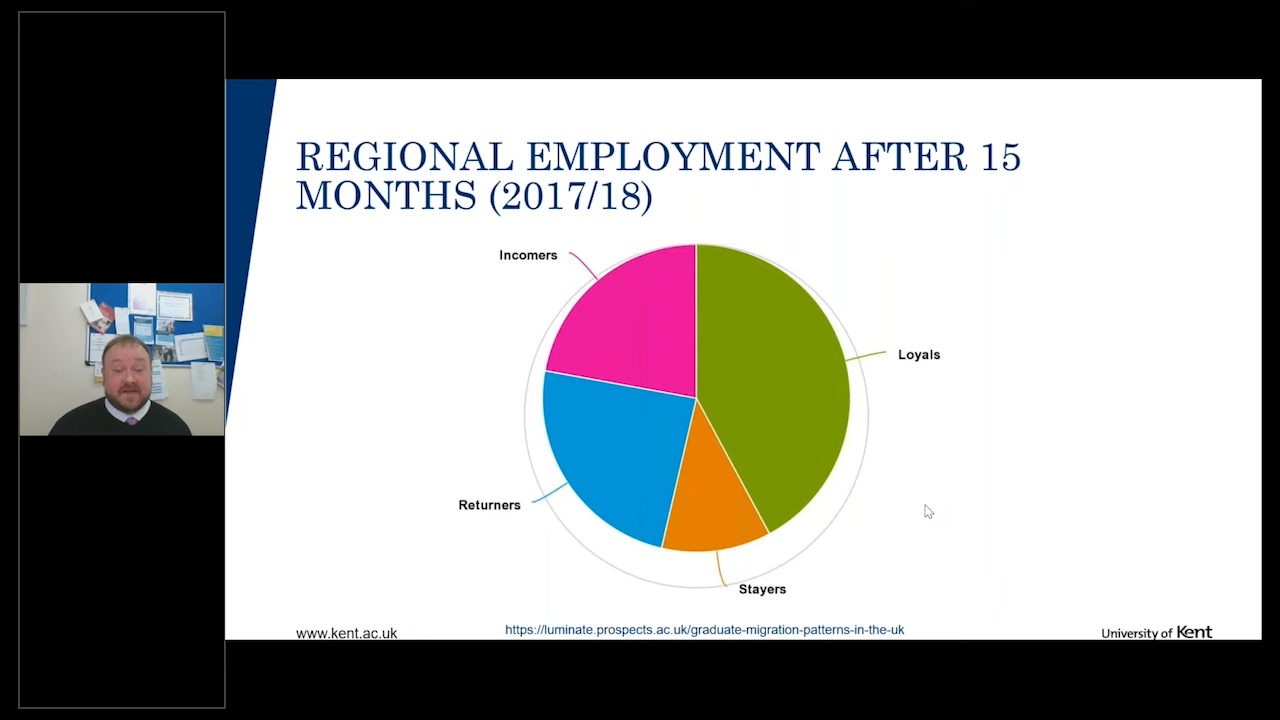 REGIONAL EMPLOYMENT AFTER 15
MONTHS (2017/18)
Incomers
Loyals
Returners
Stayers
www.kent.ac.uk
https://luminate.prospects.ac.uk/graduate-migration-patterns-in-the-uk
University of Kent